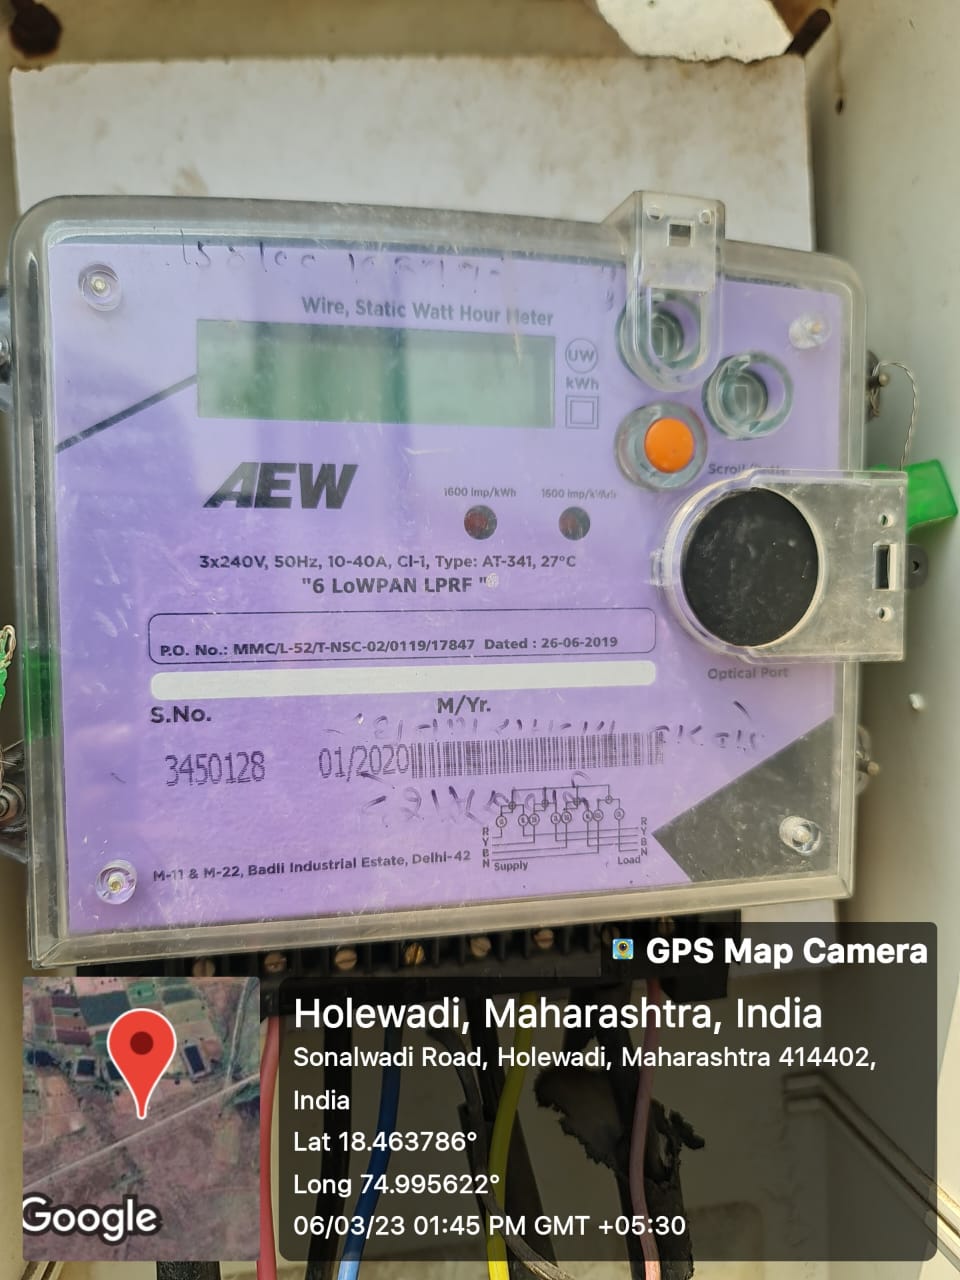 Wire, Static Watt Hour Meter
UW
kWh
AEW
1600 imp/kWh 1600 imp/kVArh
3x240V, 50Hz, 10-40A, Cl-1, Type: AT-341, 27°C
"6 LoWPAN LPRF"
P.O. No.: MMC/L-52/T-NSC-02/0119/17847 Dated : 26-06-2019
Optical Port
S.No. M/Yr.
3450128 01/2020
R
Y
B
N
Supply
Load
R
Y
B
N
M-11 & M-22, Badli Industrial Estate, Delhi-42
GPS Map Camera
Holewadi, Maharashtra, India
Sonalwadi Road, Holewadi, Maharashtra 414402,
India
Lat 18.463786°
Long 74.995622°
06/03/23 01:45 PM GMT +05:30
Google